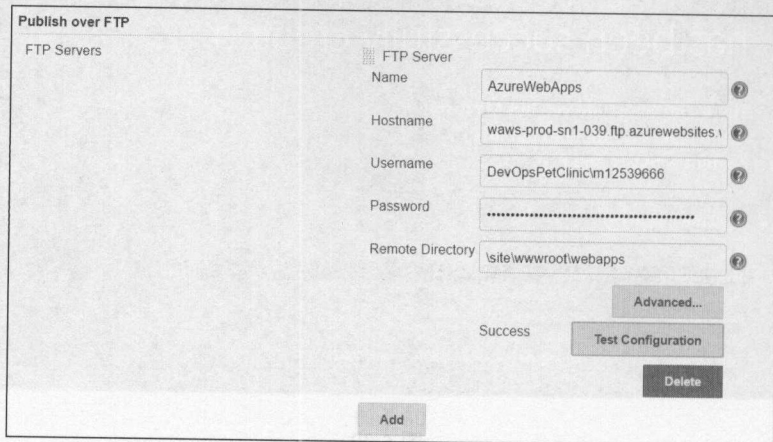 Publish over FTP
FTP Servers
FTP Server
Name
AzureWebApps
Hostname
waws-prod-sn1-039.ftp.azurewebsites.
Username
DevOpsPetClinic\m12539666
Password
••••••••••••••••••••••••••••••••••••••••••••
Remote Directory
\site\wwwroot\webapps
Advanced...
Success
Test Configuration
Delete
Add